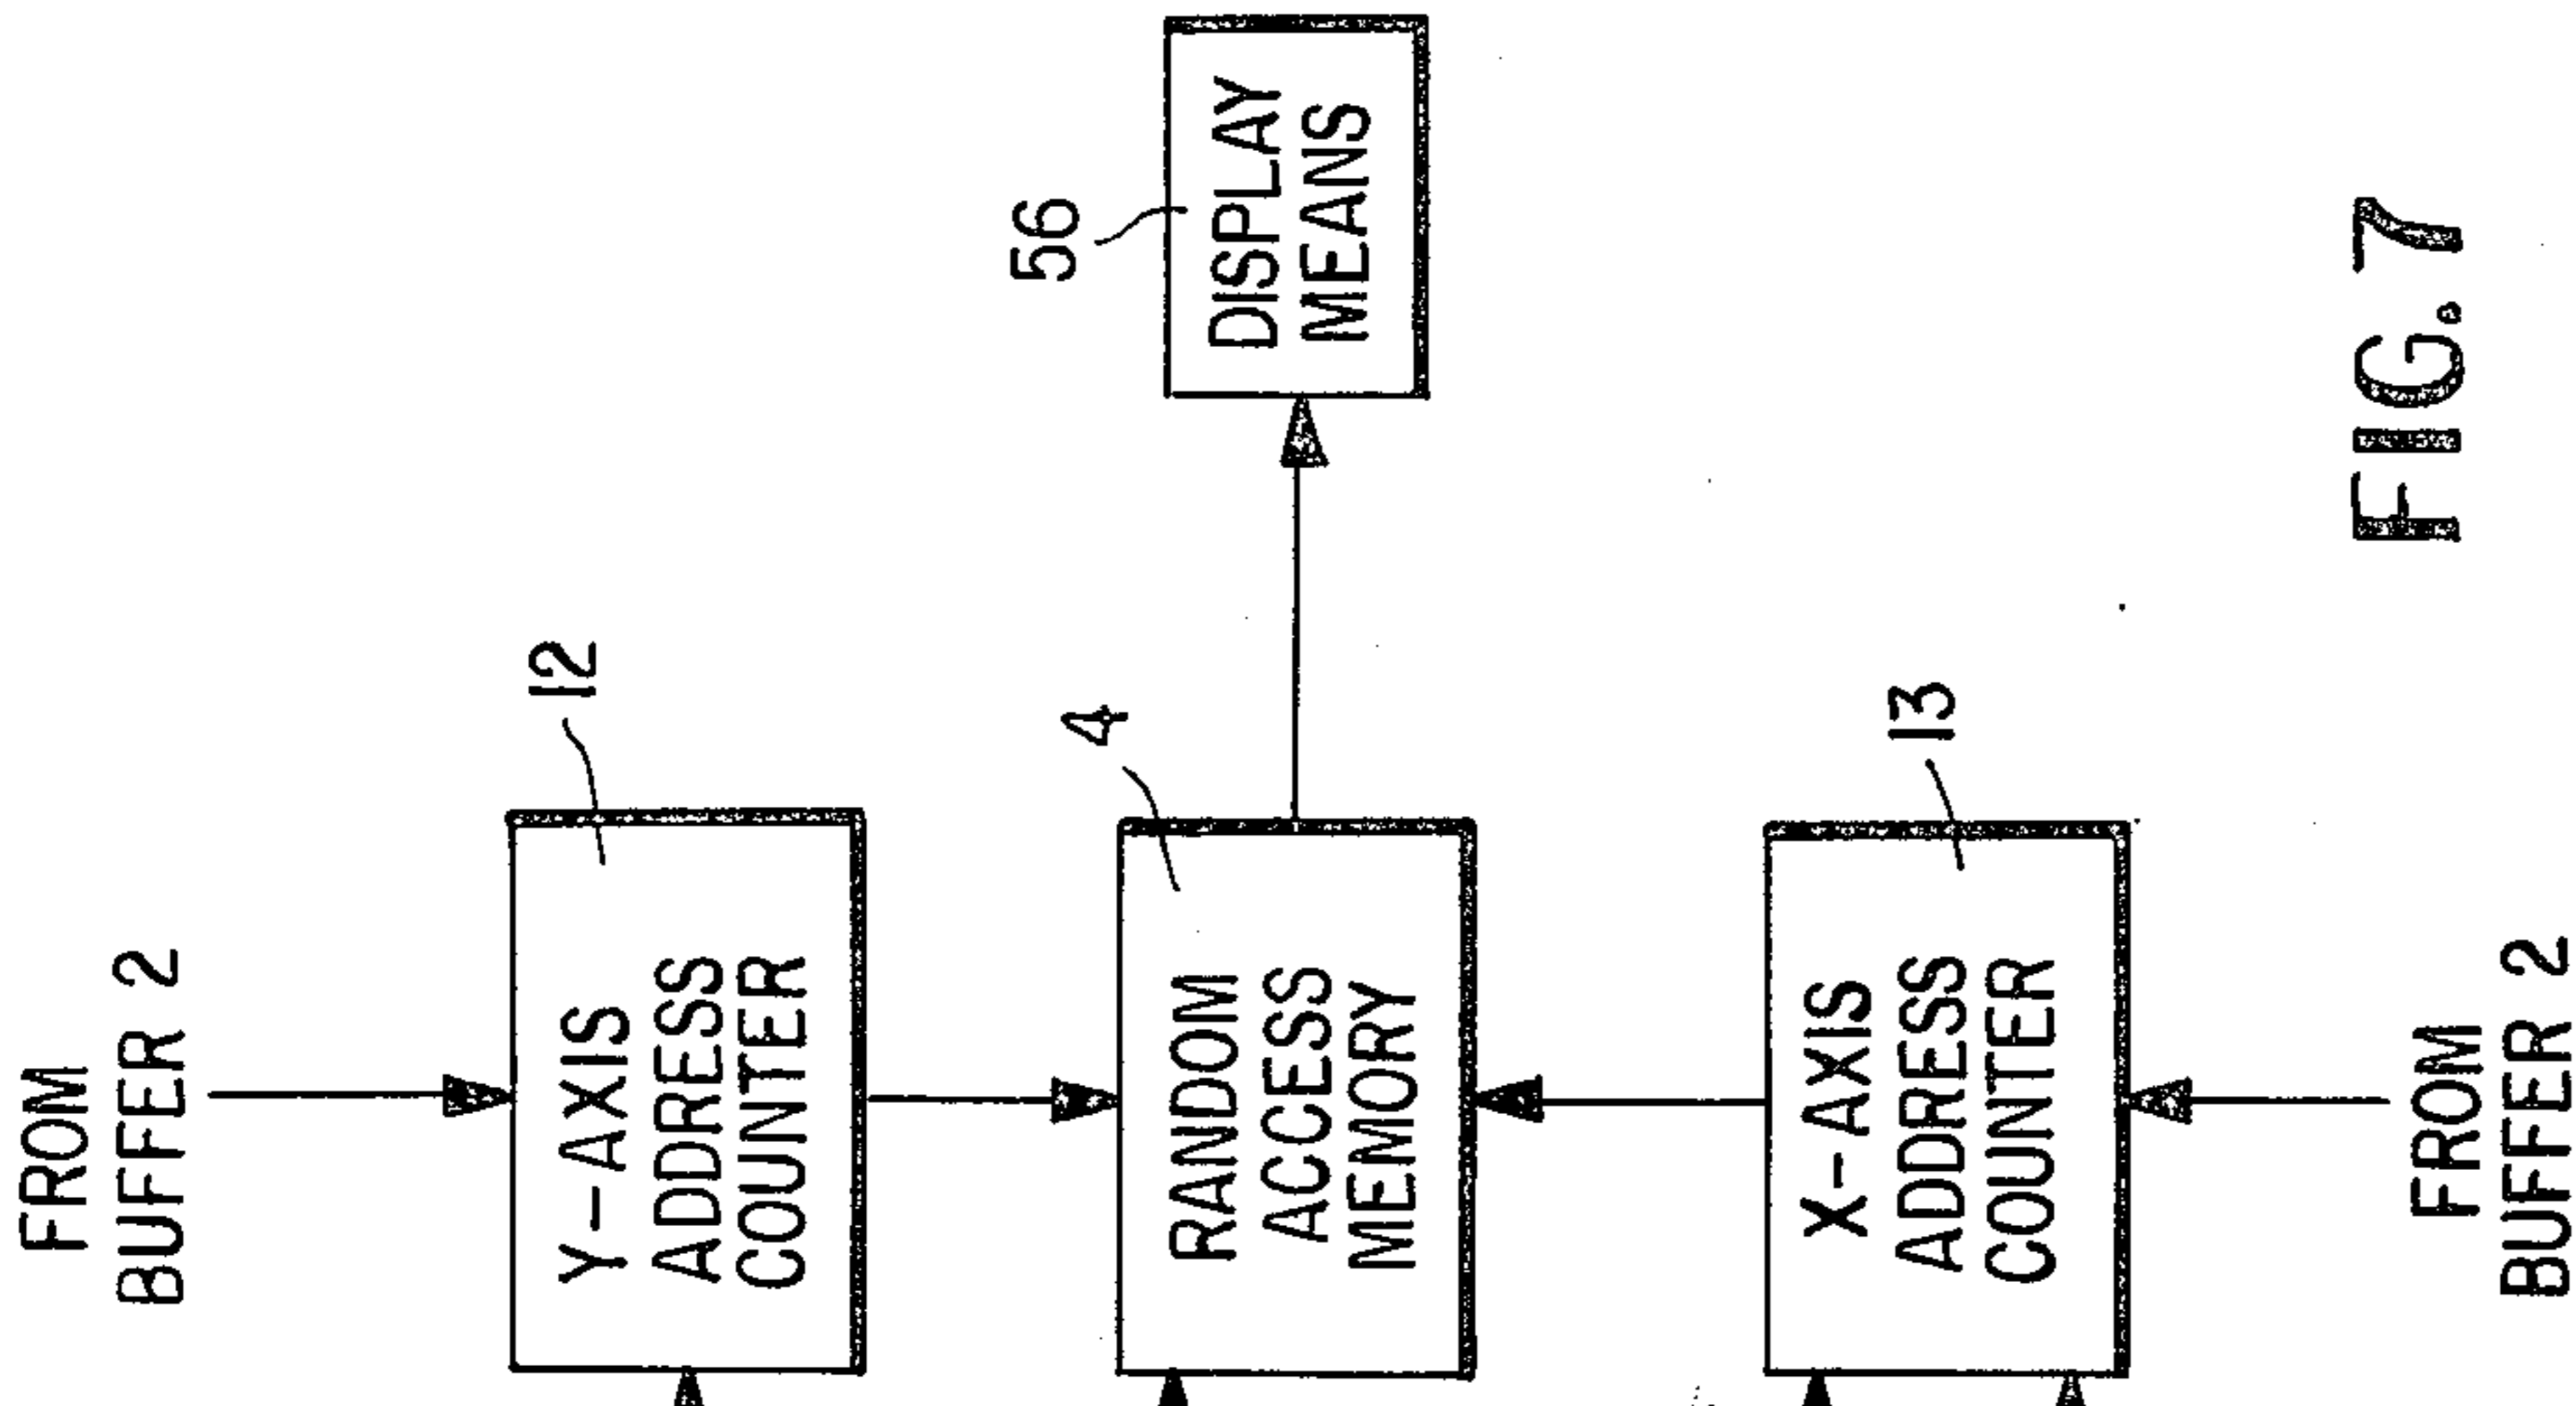 FROM
BUFFER 2
12
Y-AXIS
ADDRESS
COUNTER
4
RANDOM
ACCESS
MEMORY
56
DISPLAY
MEANS
13
X-AXIS
ADDRESS
COUNTER
FROM
BUFFER 2
FIG. 7